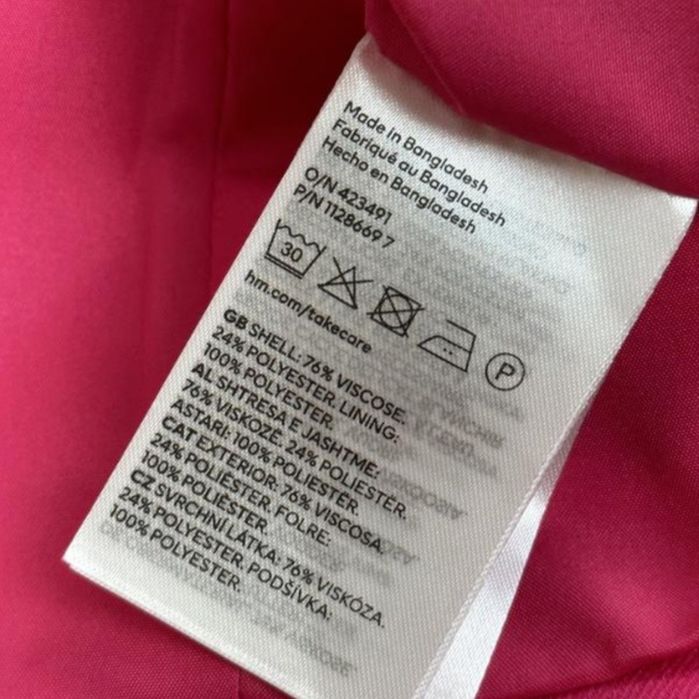 Made in Bangladesh
Fabriqué au Bangladesh
Hecho en Bangladesh
O/N 423491
P/N 1128669 7
30
P
hm.com/takecare
GB SHELL: 76% VISCOSE.
24% POLYESTER. LINING:
100% POLYESTER.
AL SHTRESA E JASHTME:
76% VISKOZË. 24% POLIESTËR.
ASTARI: 100% POLIESTËR.
CAT EXTERIOR: 76% VISCOSA.
24% POLIÈSTER. FOLRE:
100% POLIÈSTER.
CZ SVRCHNÍ LÁTKA: 76% VISKÓZA.
24% POLYESTER. PODŠÍVKA:
100% POLYESTER.